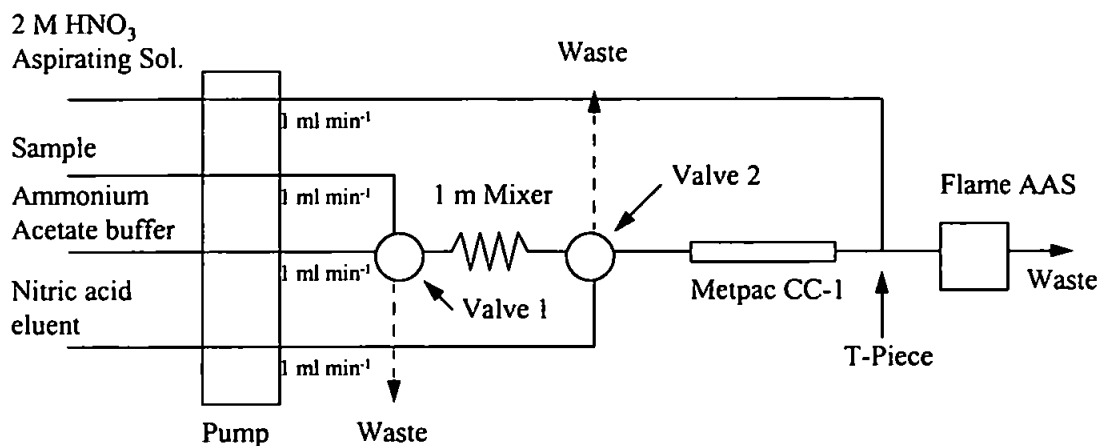 2 M HNO3
Aspirating Sol.
Waste
1 ml min-1
Sample
Valve 2
Ammonium
Acetate buffer
1 ml min-1
1 m Mixer
Flame AAS
Nitric acid
eluent
1 ml min-1
Valve 1
Metpac CC-1
Waste
T-Piece
1 ml min-1
Pump
Waste